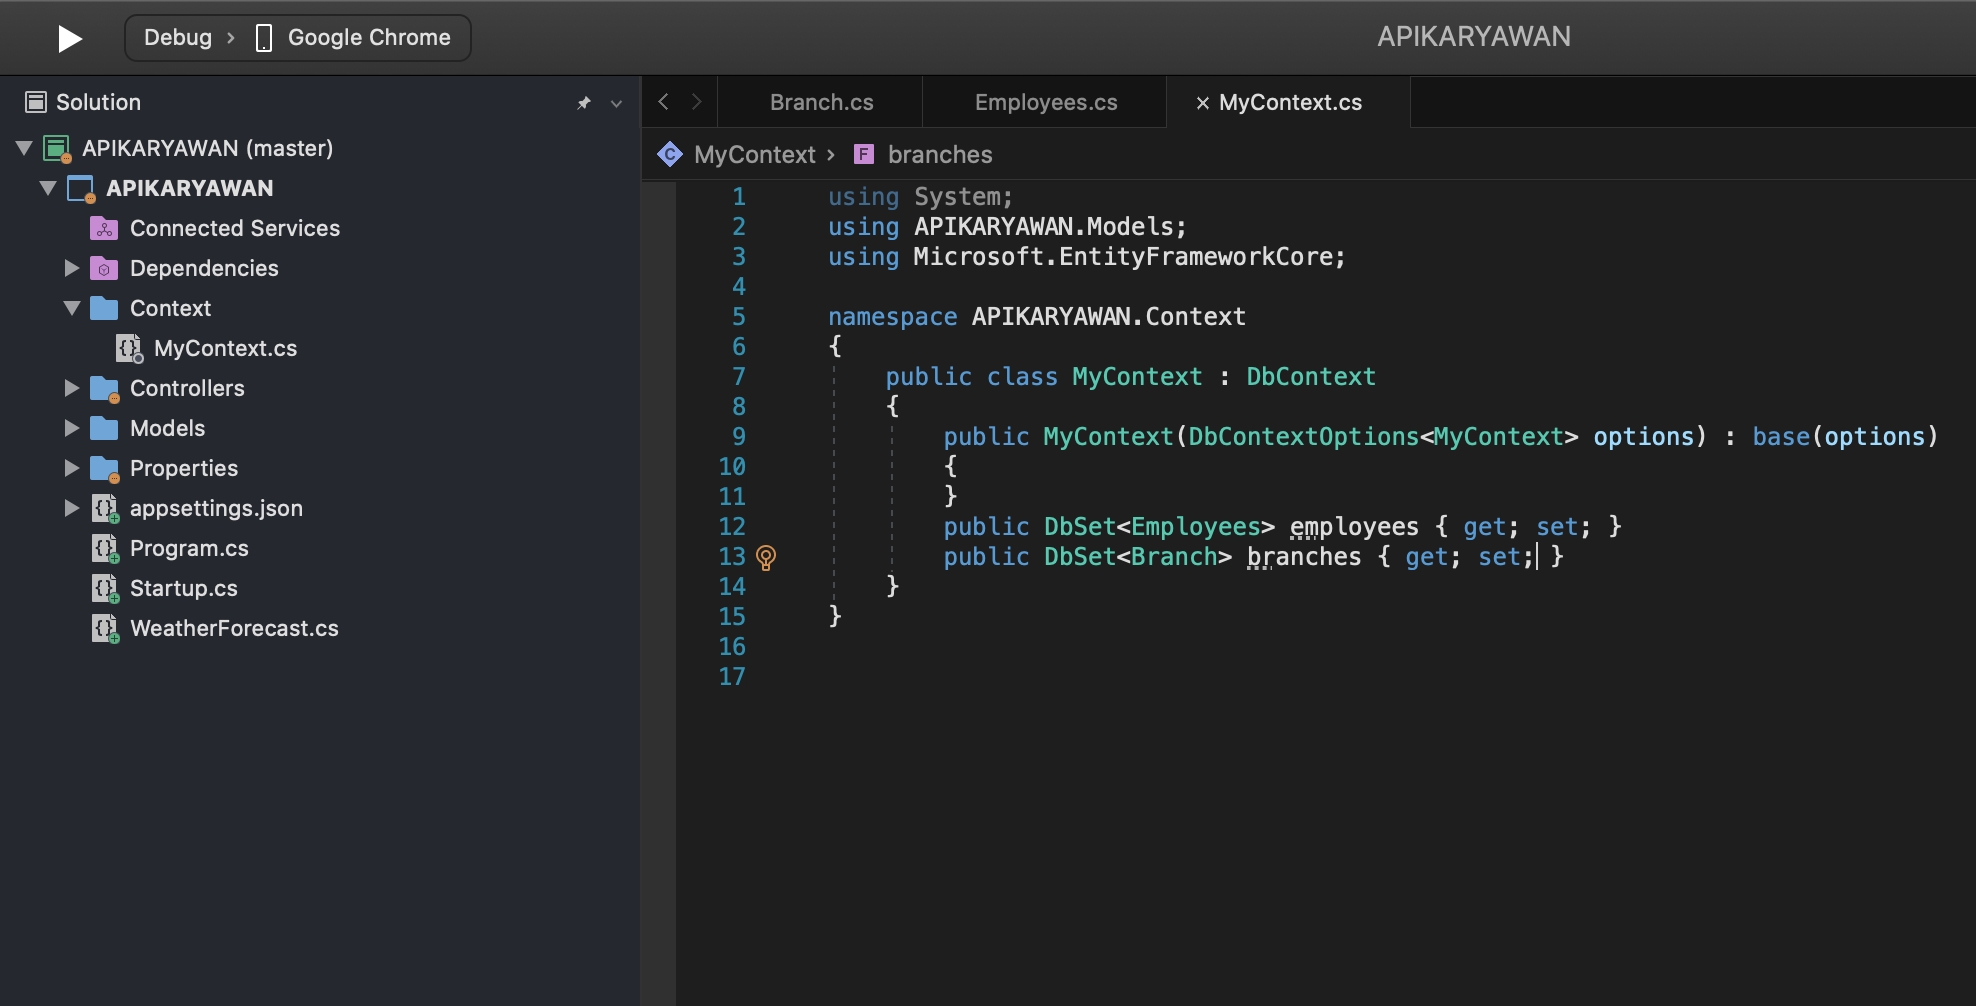 Debug › Google Chrome
APIKARYAWAN
Solution
APIKARYAWAN (master)
APIKARYAWAN
Connected Services
Dependencies
Context
MyContext.cs
Controllers
Models
Properties
appsettings.json
Program.cs
Startup.cs
WeatherForecast.cs
Branch.cs
Employees.cs
× MyContext.cs
C MyContext › F branches
1 using System;
2 using APIKARYAWAN.Models;
3 using Microsoft.EntityFrameworkCore;
4
5 namespace APIKARYAWAN.Context
6 {
7 public class MyContext : DbContext
8 {
9 public MyContext(DbContextOptions<MyContext> options) : base(options)
10 {
11 }
12 public DbSet<Employees> employees { get; set; }
13 public DbSet<Branch> branches { get; set; }
14 }
15 }
16
17